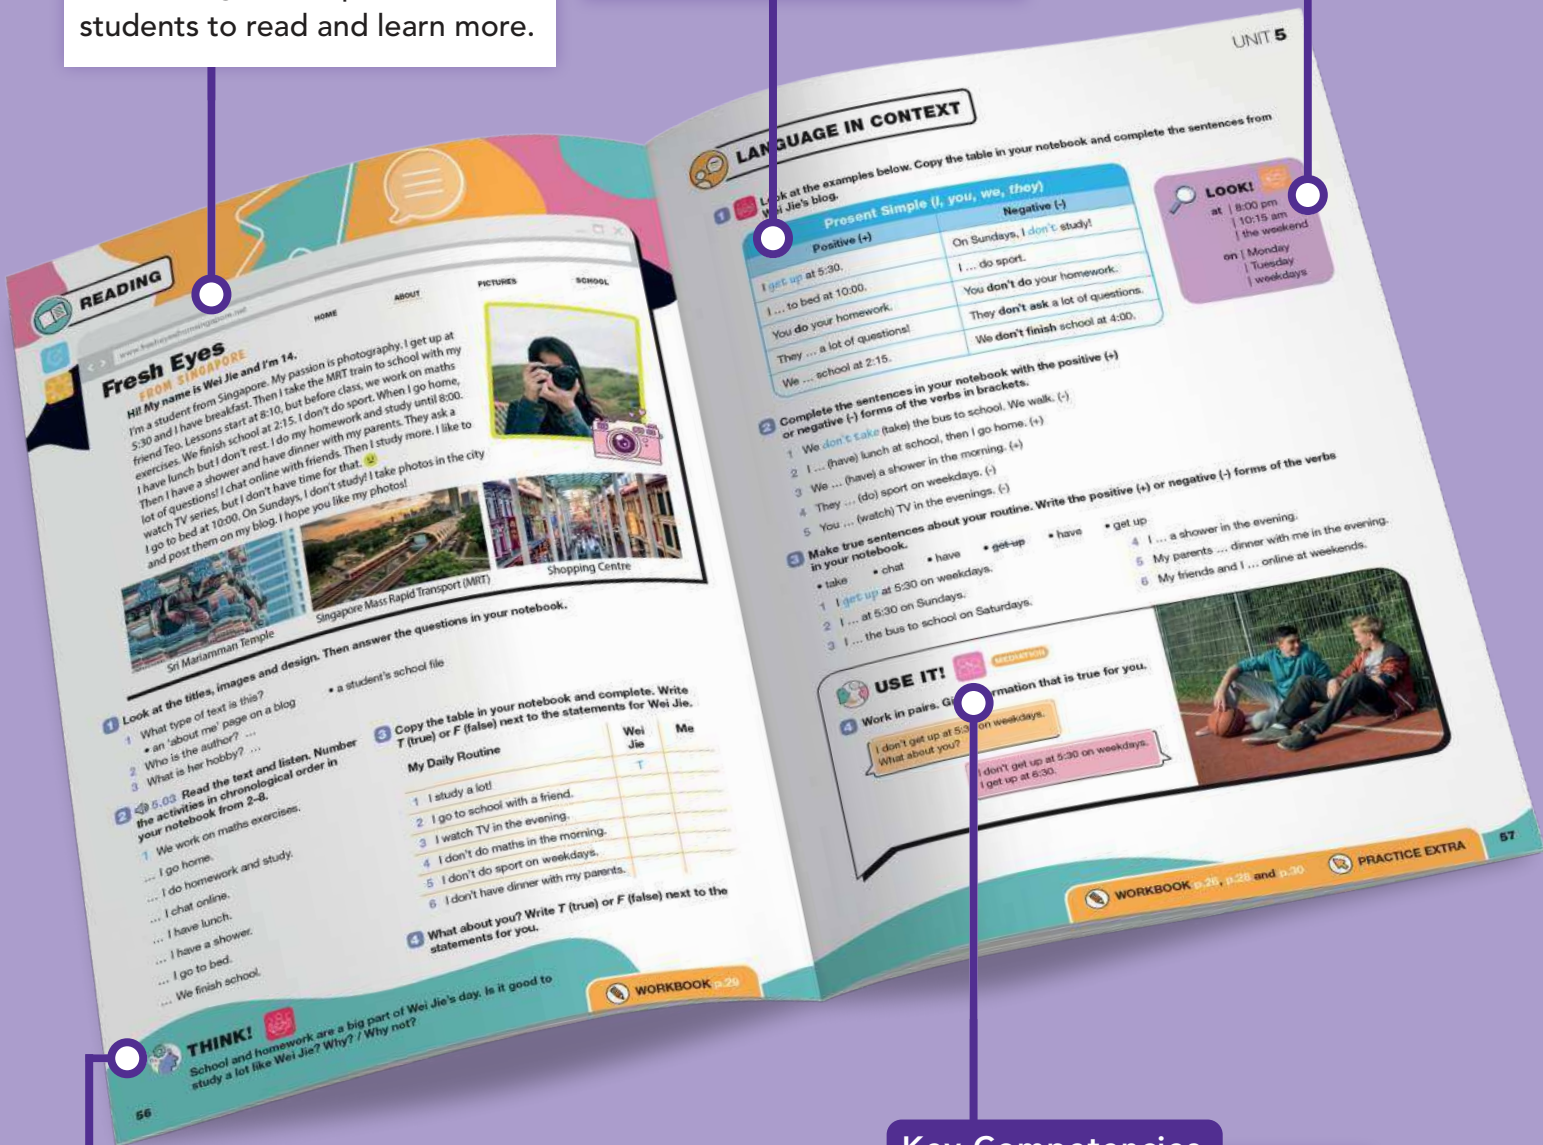 students to read and learn more.
READING
www.fresheyesfromsingapore.net
HOME
ABOUT
PICTURES
SCHOOL
Fresh Eyes
FROM SINGAPORE
Hi! My name is Wei Jie and I'm 14.
I'm a student from Singapore. My passion is photography. I get up at
5:30 and I have breakfast. Then I take the MRT train to school with my
friend Teo. Lessons start at 8:10, but before class, we work on maths
exercises. We finish school at 2:15. I don't do sport. When I go home,
I have lunch but I don't rest. I do my homework and study until 8:00.
Then I have a shower and have dinner with my parents. They ask a
lot of questions! I chat online with friends. Then I study more. I like to
watch TV series, but I don't have time for that.
I go to bed at 10:00. On Sundays, I don't study! I take photos in the city
and post them on my blog. I hope you like my photos!
Sri Mariamman Temple
Singapore Mass Rapid Transport (MRT)
Shopping Centre
1 Look at the titles, images and design. Then answer the questions in your notebook.
1 What type of text is this?
• an 'about me' page on a blog
• a student's school file
2 Who is the author? ...
3 What is her hobby? ...
2 5.03 Read the text and listen. Number
the activities in chronological order in
your notebook from 2–8.
1 We work on maths exercises.
... I go home.
... I do homework and study.
... I chat online.
... I have lunch.
... I have a shower.
... I go to bed.
... We finish school.
3 Copy the table in your notebook and complete. Write
T (true) or F (false) next to the statements for Wei Jie.
My Daily Routine
Wei
Jie
Me
1 I study a lot!
T
2 I go to school with a friend.
3 I watch TV in the evening.
4 I don't do maths in the morning.
5 I don't do sport on weekdays.
6 I don't have dinner with my parents.
4 What about you? Write T (true) or F (false) next to the
statements for you.
WORKBOOK p.29
THINK!
School and homework are a big part of Wei Jie's day. Is it good to
study a lot like Wei Jie? Why? / Why not?
56
UNIT 5
LANGUAGE IN CONTEXT
1 Look at the examples below. Copy the table in your notebook and complete the sentences from
Wei Jie's blog.
Present Simple (I, you, we, they)
Positive (+)
Negative (-)
I get up at 5:30.
On Sundays, I don't study!
I ... to bed at 10:00.
I ... do sport.
You do your homework.
You don't do your homework.
They ... a lot of questions!
They don't ask a lot of questions.
We ... school at 2:15.
We don't finish school at 4:00.
LOOK!
at | 8:00 pm
| 10:15 am
| the weekend
on | Monday
| Tuesday
| weekdays
2 Complete the sentences in your notebook with the positive (+)
or negative (-) forms of the verbs in brackets.
1 We don't take (take) the bus to school. We walk. (-)
2 I ... (have) lunch at school, then I go home. (+)
3 We ... (have) a shower in the morning. (+)
4 They ... (do) sport on weekdays. (-)
5 You ... (watch) TV in the evenings. (-)
3 Make true sentences about your routine. Write the positive (+) or negative (-) forms of the verbs
in your notebook.
• take • chat • have • get up • have • get up
1 I get up at 5:30 on weekdays.
2 I ... at 5:30 on Sundays.
3 I ... the bus to school on Saturdays.
4 I ... a shower in the evening.
5 My parents ... dinner with me in the evening.
6 My friends and I ... online at weekends.
USE IT!
MEDIATION
4 Work in pairs. Give information that is true for you.
I don't get up at 5:30 on weekdays.
What about you?
I don't get up at 5:30 on weekdays.
I get up at 6:30.
WORKBOOK p.26, p.28 and p.30
PRACTICE EXTRA
57
Key Competencies